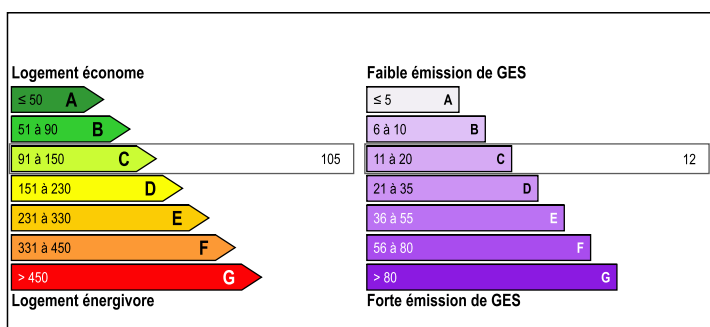 Logement économe
≤ 50 A
51 à 90 B
91 à 150 C 105
151 à 230 D
231 à 330 E
331 à 450 F
> 450 G
Logement énergivore
Faible émission de GES
≤ 5 A
6 à 10 B
11 à 20 C 12
21 à 35 D
36 à 55 E
56 à 80 F
> 80 G
Forte émission de GES